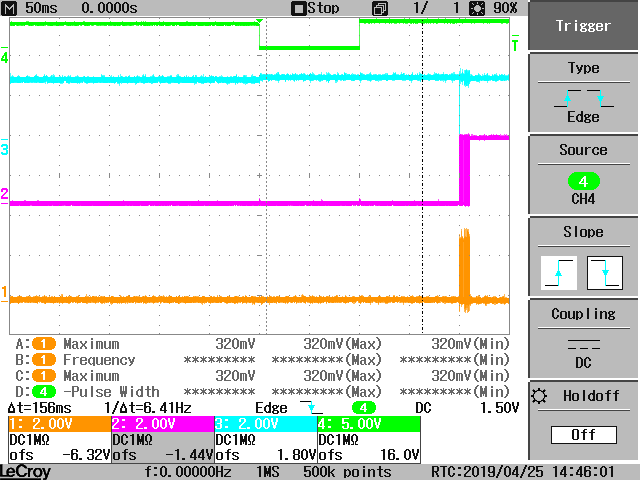 M 50ms 0.0000s Stop 1/ 1 90%
Trigger
Type
Edge
Source
4
CH4
Slope
Coupling
DC
Holdoff
Off
4
T
3
2
1
A: 1 Maximum 320mV 320mV(Max) 320mV(Min)
B: 1 Frequency ********* *********(Max) *********(Min)
C: 1 Maximum 320mV 320mV(Max) 320mV(Min)
D: 4 -Pulse Width ********* *********(Max) *********(Min)
Δt=156ms 1/Δt=6.41Hz Edge 4 DC 1.50V
1: 2.00V 2: 2.00V 3: 2.00V 4: 5.00V
DC1MΩ DC1MΩ DC1MΩ DC1MΩ
ofs -6.32V ofs -1.44V ofs 1.80V ofs 16.0V
LeCroy f:0.00000Hz 1MS 500k points RTC:2019/04/25 14:46:01